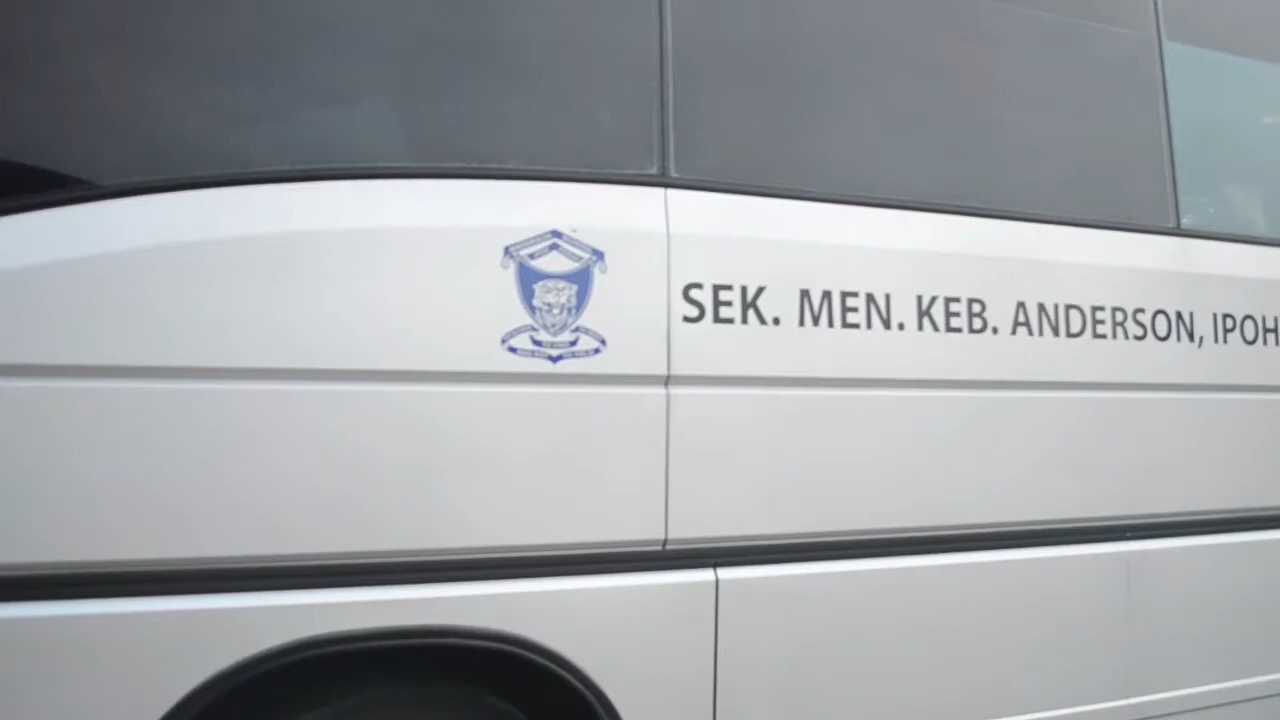 SEK. MEN. KEB. ANDERSON, IPOH